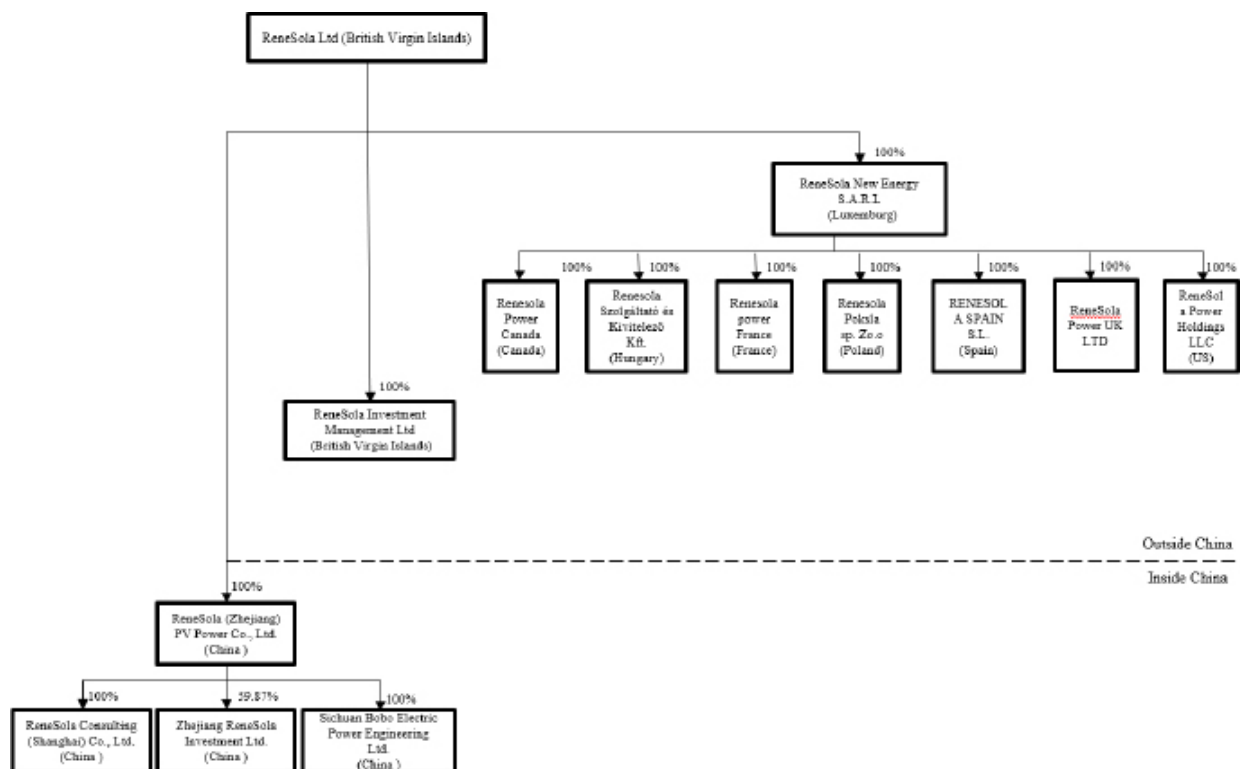 ReneSola Ltd (British Virgin Islands)
100%
ReneSola New Energy
S.A.R.L
(Luxemburg)
100%
100%
100%
100%
100%
100%
100%
Renesola
Power
Canada
(Canada)
Renesola
Szolgáltató és
Kivitelező
Kft.
(Hungary)
Renesola
power
France
(France)
Renesola
Polska
sp. Zo.o
(Poland)
RENESOL
A SPAIN
S.L.
(Spain)
ReneSola
Power UK
LTD
ReneSol
a Power
Holdings
LLC
(US)
100%
ReneSola Investment
Management Ltd
(British Virgin Islands)
Outside China
Inside China
100%
ReneSola (Zhejiang)
PV Power Co., Ltd.
(China )
100%
59.87%
100%
ReneSola Consulting
(Shanghai) Co., Ltd.
(China )
Zhejiang ReneSola
Investment Ltd.
(China )
Sichuan Bobo Electric
Power Engineering
Ltd.
(China )